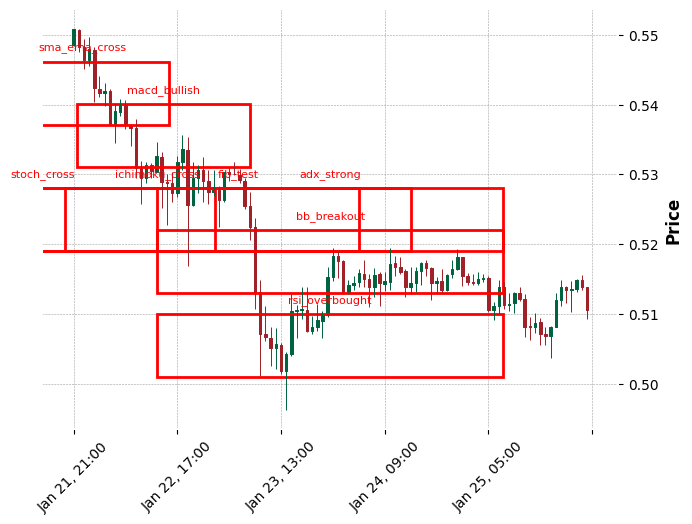 0.55
sma_ema_cross
macd_bullish
0.54
0.53
stoch_cross
ichimoku_cross
fib_test
adx_strong
bb_breakout
0.52
Price
rsi_overbought
0.51
0.50
Jan 21, 21:00
Jan 22, 17:00
Jan 23, 13:00
Jan 24, 09:00
Jan 25, 05:00